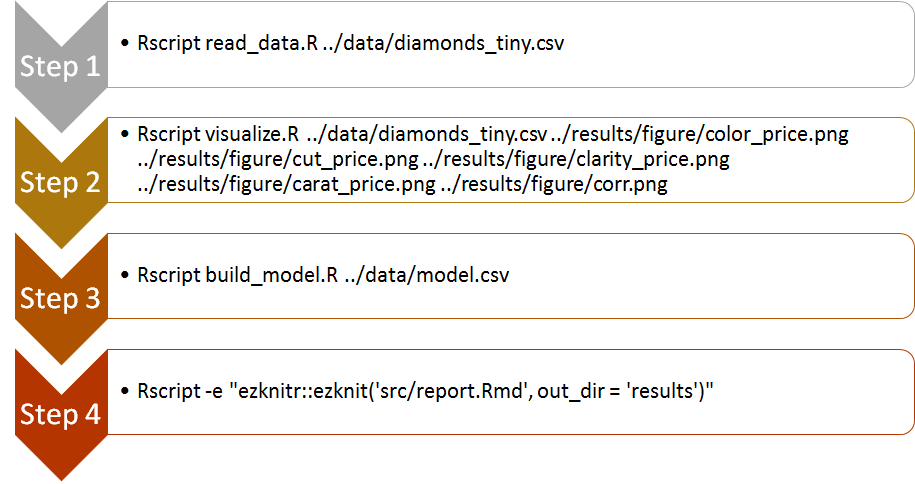 Step 1
• Rscript read_data.R ../data/diamonds_tiny.csv
Step 2
• Rscript visualize.R ../data/diamonds_tiny.csv ../results/figure/color_price.png
../results/figure/cut_price.png ../results/figure/clarity_price.png
../results/figure/carat_price.png ../results/figure/corr.png
Step 3
• Rscript build_model.R ../data/model.csv
Step 4
• Rscript -e "ezknitr::ezknit('src/report.Rmd', out_dir = 'results')"